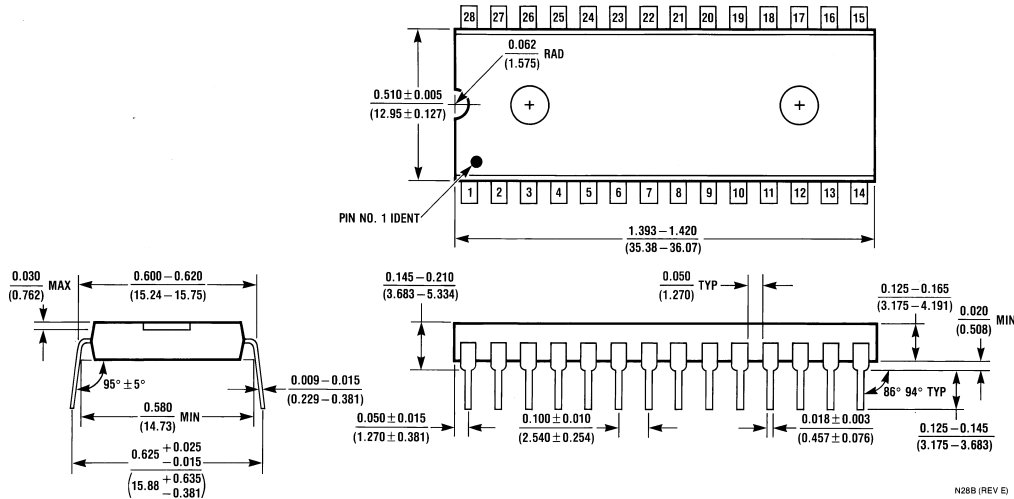 28 27 26 25 24 23 22 21 20 19 18 17 16 15
0.062
(1.575)
RAD
0.510 ± 0.005
(12.95 ± 0.127)
1 2 3 4 5 6 7 8 9 10 11 12 13 14
PIN NO. 1 IDENT
1.393 – 1.420
(35.38 – 36.07)
0.030
(0.762)
MAX
0.600 – 0.620
(15.24 – 15.75)
95° ± 5°
0.580
(14.73)
MIN
0.009 – 0.015
(0.229 – 0.381)
0.625 + 0.025
– 0.015
(15.88 + 0.635
– 0.381)
0.145 – 0.210
(3.683 – 5.334)
0.050
(1.270)
TYP
0.125 – 0.165
(3.175 – 4.191)
0.020
(0.508)
MIN
86° 94° TYP
0.050 ± 0.015
(1.270 ± 0.381)
0.100 ± 0.010
(2.540 ± 0.254)
0.018 ± 0.003
(0.457 ± 0.076)
0.125 – 0.145
(3.175 – 3.683)
N28B (REV E)